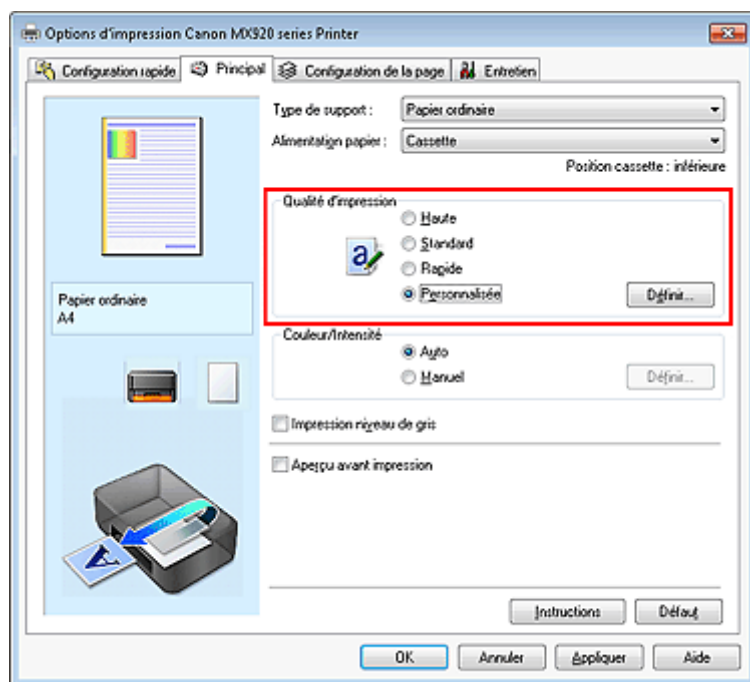 Options d'impression Canon MX920 series Printer
Configuration rapide Principal Configuration de la page Entretien
Type de support : Papier ordinaire
Alimentation papier : Cassette
Position cassette : inférieure
Qualité d'impression
Haute
Standard
Rapide
Personnalisée Définir...
Papier ordinaire
A4
Couleur/Intensité
Auto
Manuel Définir...
Impression niveau de gris
Aperçu avant impression
Instructions Défaut
OK Annuler Appliquer Aide